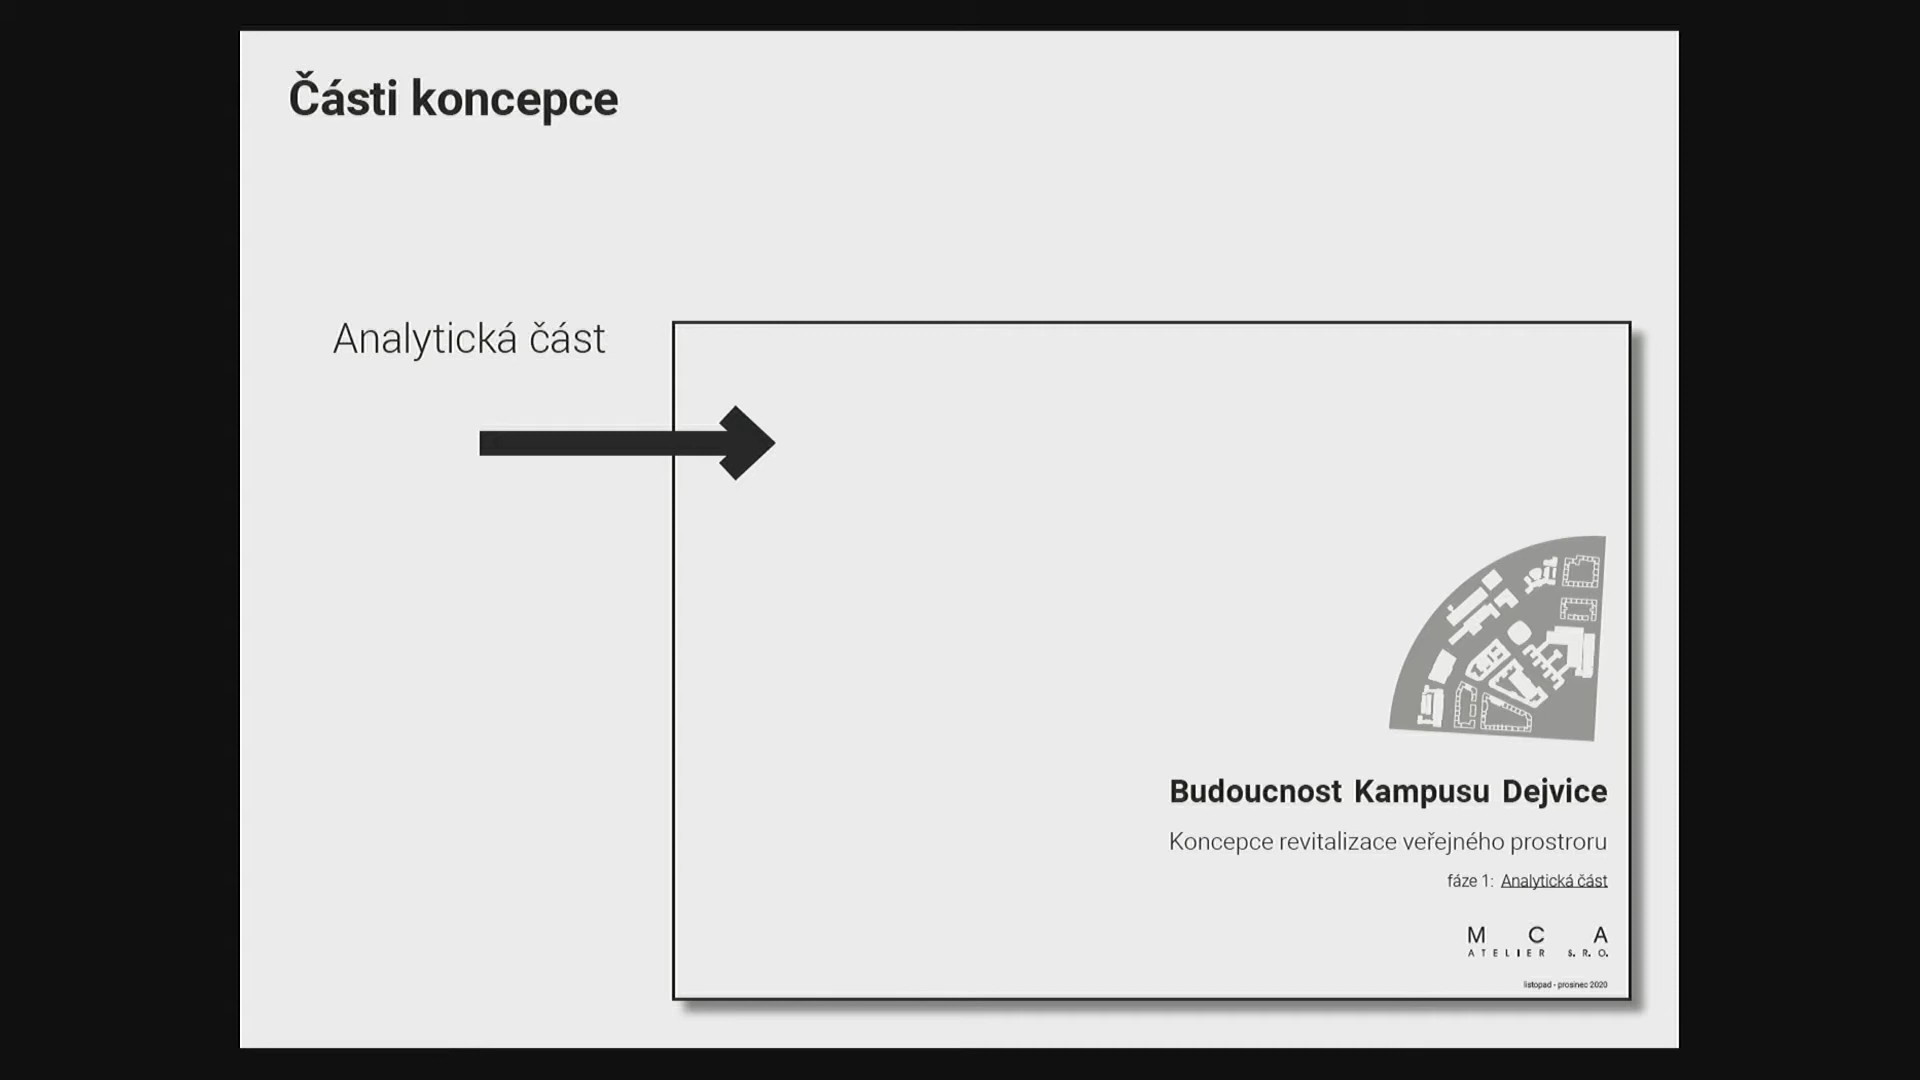 Části koncepce
Analytická část
Budoucnost Kampusu Dejvice
Koncepce revitalizace veřejného prostroru
fáze 1: Analytická část
M C A
ATELIER S.R.O.
listopad - prosinec 2020